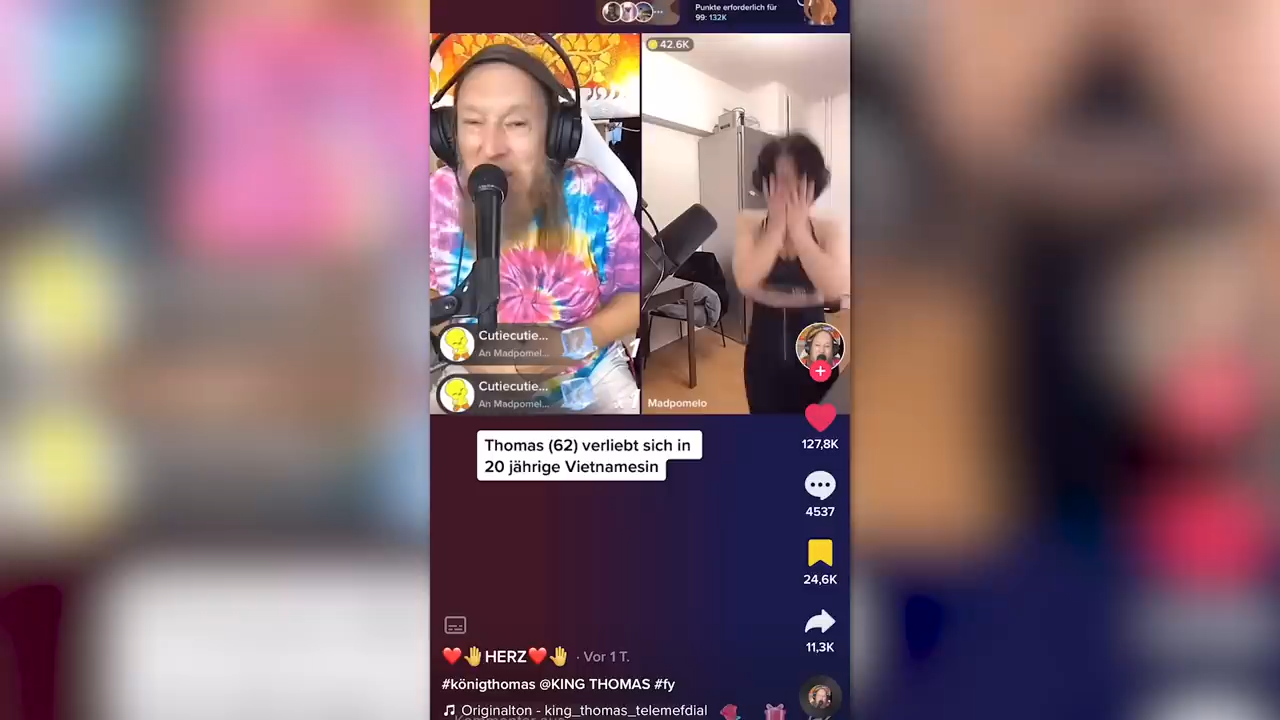 Punkte erforderlich für
99: 132K
42.6K
Cutiecutie...
An Madpomel...
x1
Cutiecutie...
An Madpomel...
x1
Madpomelo
Thomas (62) verliebt sich in
20 jährige Vietnamesin
127,8K
4537
24,6K
11,3K
❤️🤚HERZ❤️🤚 · Vor 1 T.
#königthomas @KING THOMAS #fy
Originalton - king_thomas_telemefdial